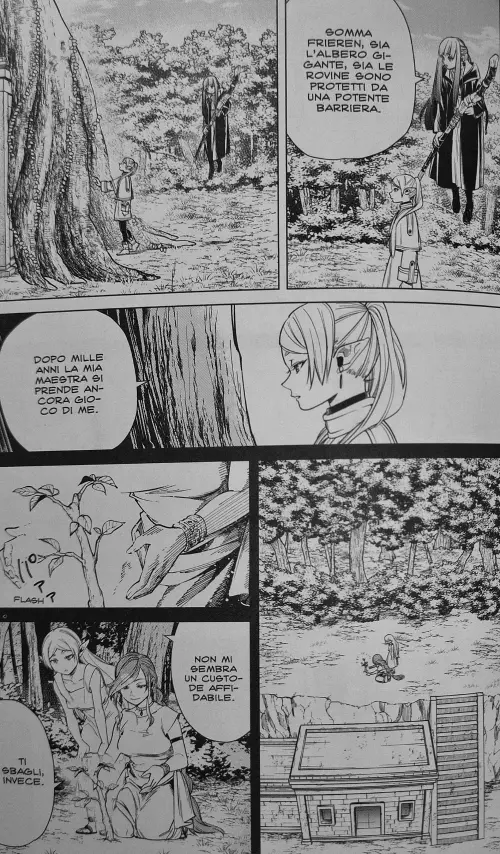 SOMMA
FRIEREN, SIA
L'ALBERO GI-
GANTE, SIA LE
ROVINE SONO
PROTETTI DA
UNA POTENTE
BARRIERA.
DOPO MILLE
ANNI LA MIA
MAESTRA SI
PRENDE AN-
CORA GIO-
CO DI ME.
FLASH
NON MI
SEMBRA
UN CUSTO-
DE AFFI-
DABILE.
TI
SBAGLI,
INVECE.